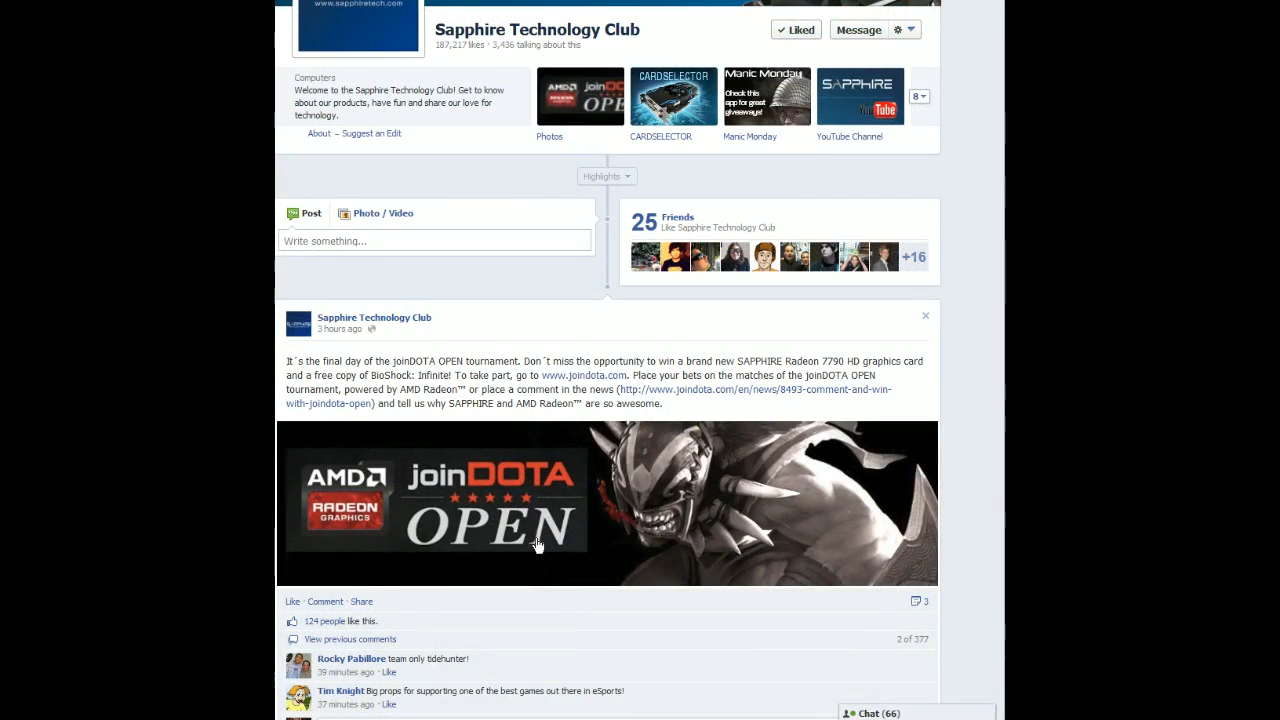 www.sapphiretech.com
Sapphire Technology Club
187,217 likes · 3,436 talking about this
✔ Liked
Message
Computers
Welcome to the Sapphire Technology Club! Get to know
about our products, have fun and share our love for
technology.
About – Suggest an Edit
AMD joinDO
OPE
Photos
CARDSELECTOR
CARDSELECTOR
Manic Monday
Check this
app for great
giveaways!
Manic Monday
SAPPHIRE
YouTube
YouTube Channel
8
Highlights
Post
Photo / Video
Write something...
25 Friends
Like Sapphire Technology Club
+16
Sapphire Technology Club
3 hours ago
It´s the final day of the joinDOTA OPEN tournament. Don´t miss the opportunity to win a brand new SAPPHIRE Radeon 7790 HD graphics card
and a free copy of BioShock: Infinite! To take part, go to www.joindota.com. Place your bets on the matches of the joinDOTA OPEN
tournament, powered by AMD Radeon™ or place a comment in the news (http://www.joindota.com/en/news/8493-comment-and-win-
with-joindota-open) and tell us why SAPPHIRE and AMD Radeon™ are so awesome.
AMD
RADEON
GRAPHICS
joinDOTA
OPEN
Like · Comment · Share
3
124 people like this.
View previous comments
2 of 377
Rocky Pabillore team only tidehunter!
39 minutes ago · Like
Tim Knight Big props for supporting one of the best games out there in eSports!
37 minutes ago · Like
Chat (66)